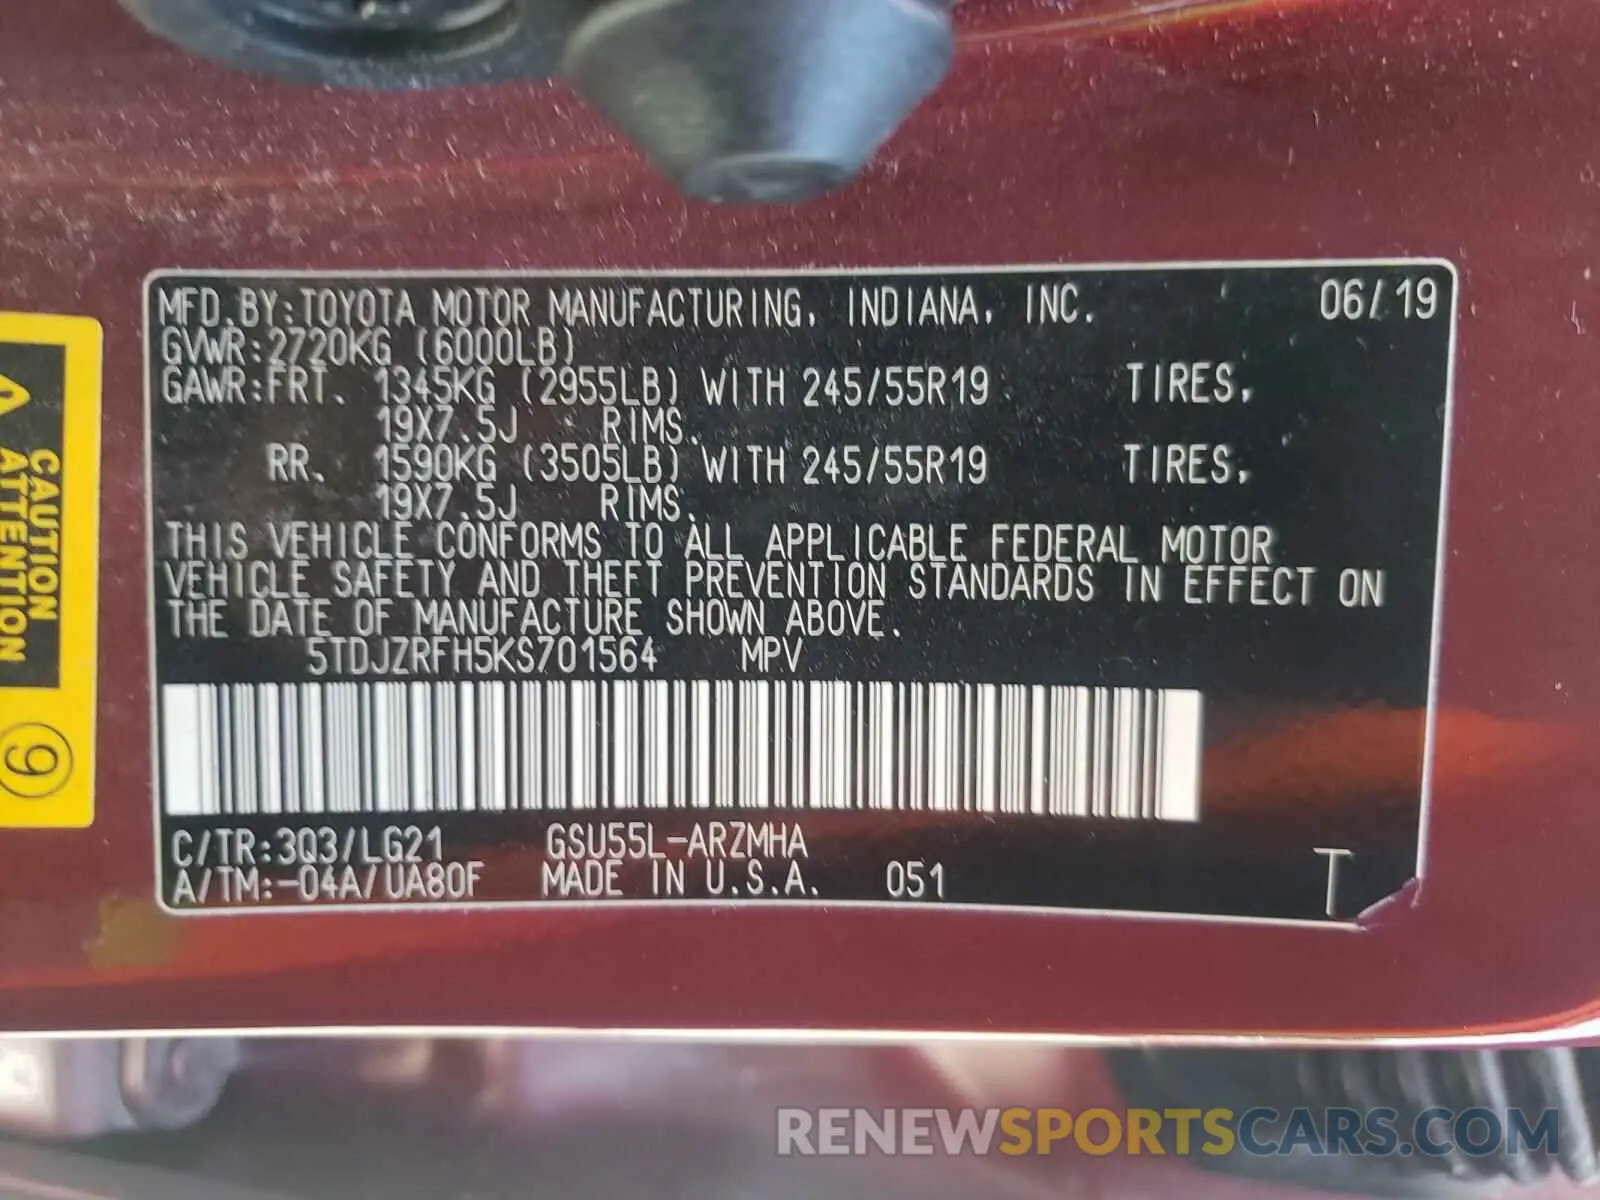 MFD.BY:TOYOTA MOTOR MANUFACTURING, INDIANA, INC. 06/19
GVWR:2720KG (6000LB)
GAWR:FRT. 1345KG (2955LB) WITH 245/55R19 TIRES,
19X7.5J RIMS.
RR. 1590KG (3505LB) WITH 245/55R19 TIRES,
19X7.5J RIMS.
THIS VEHICLE CONFORMS TO ALL APPLICABLE FEDERAL MOTOR
VEHICLE SAFETY AND THEFT PREVENTION STANDARDS IN EFFECT ON
THE DATE OF MANUFACTURE SHOWN ABOVE.
5TDJZRFH5KS701564 MPV
C/TR:3Q3/LG21 GSU55L-ARZMHA
A/TM:-04A/UA80F MADE IN U.S.A. 051 T
CAUTION
ATTENTION
9
RENEWSPORTSCARS.COM